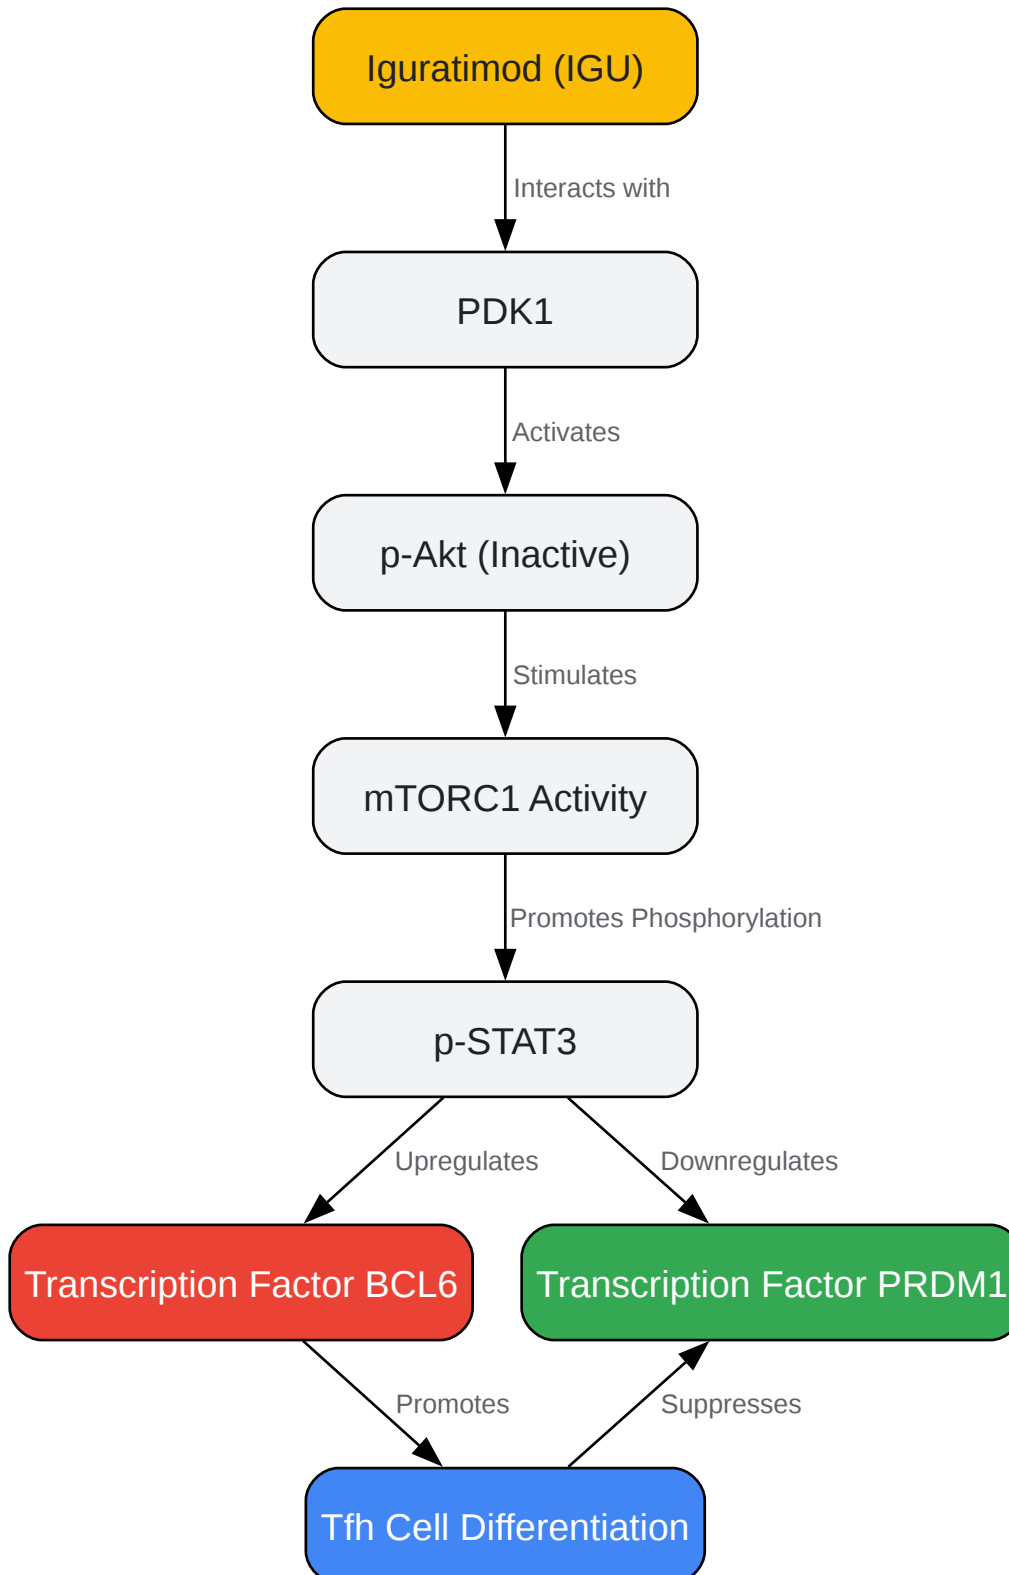 Iguratimod (IGU)
Interacts with
PDK1
Activates
p-Akt (Inactive)
Stimulates
mTORC1 Activity
Promotes Phosphorylation
p-STAT3
Upregulates
Downregulates
Transcription Factor BCL6
Transcription Factor PRDM1
Promotes
Suppresses
Tfh Cell Differentiation